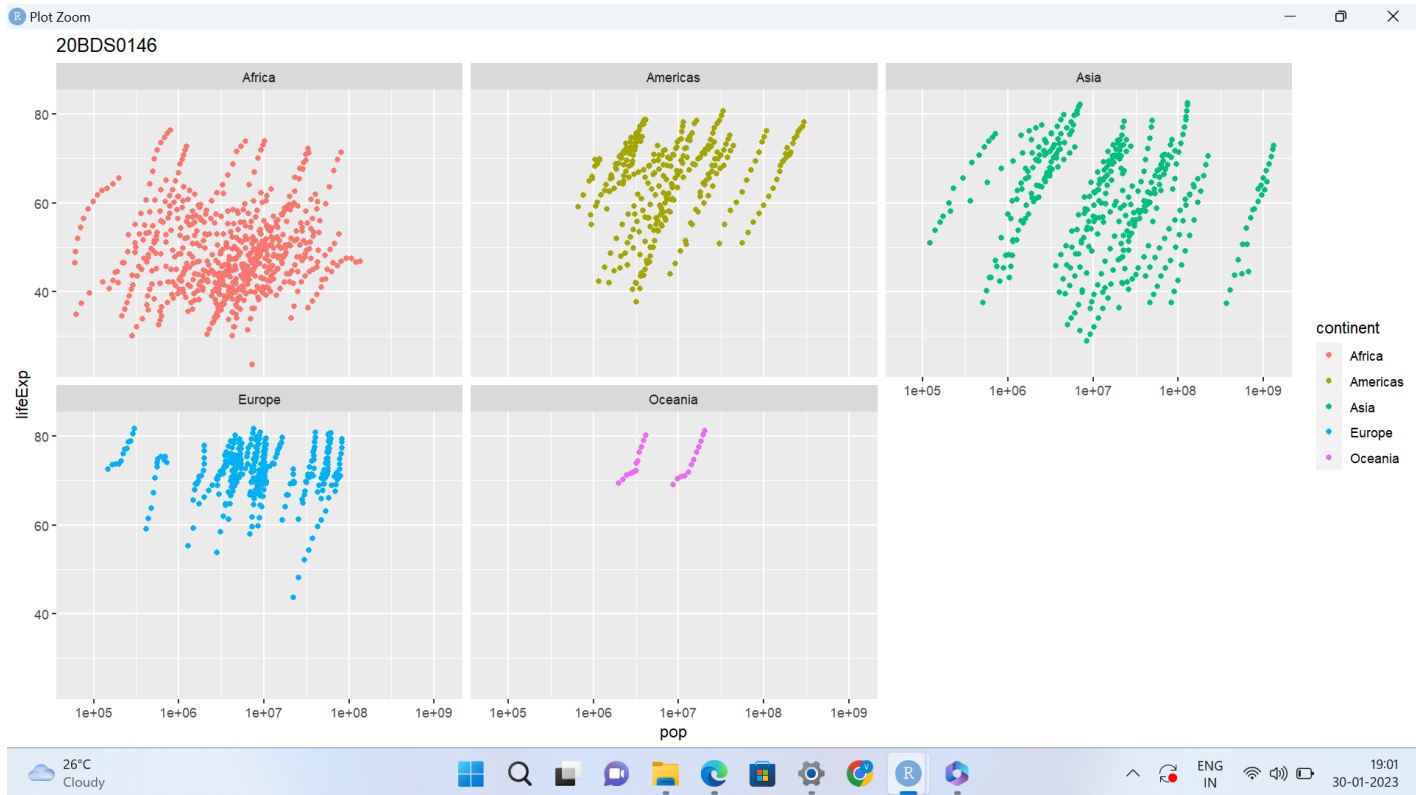 Plot Zoom
20BDS0146
Africa Americas Asia
80
60
40
1e+05 1e+06 1e+07 1e+08 1e+09
lifeExp
continent
Africa
Americas
Asia
Europe
Oceania
Europe Oceania
80
60
40
1e+05 1e+06 1e+07 1e+08 1e+09 1e+05 1e+06 1e+07 1e+08 1e+09
pop
26°C
Cloudy
ENG
IN
19:01
30-01-2023